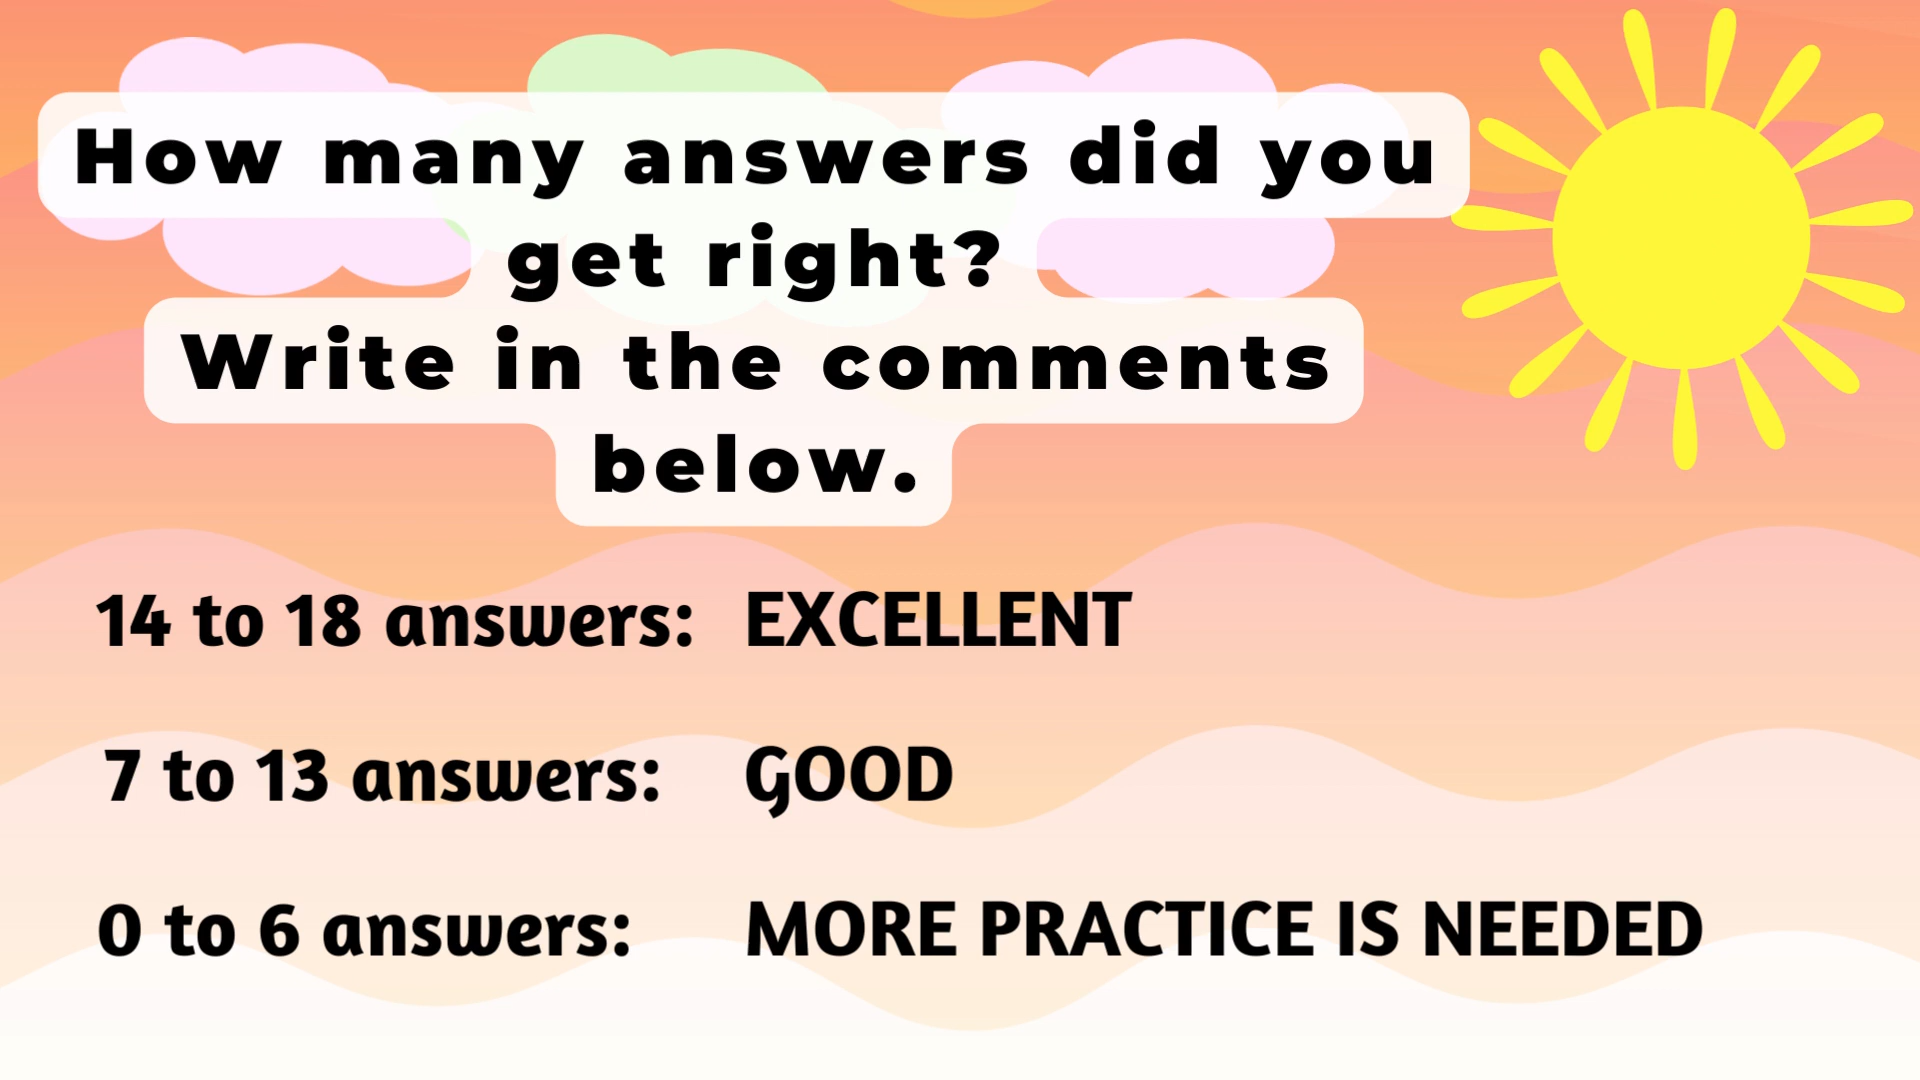 How many answers did you
get right?
Write in the comments
below.
14 to 18 answers: EXCELLENT
7 to 13 answers: GOOD
0 to 6 answers: MORE PRACTICE IS NEEDED